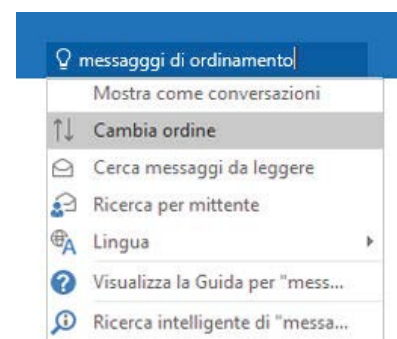 messagggi di ordinamento
Mostra come conversazioni
Cambia ordine
Cerca messaggi da leggere
Ricerca per mittente
Lingua
Visualizza la Guida per "mess...
Ricerca intelligente di "messa...